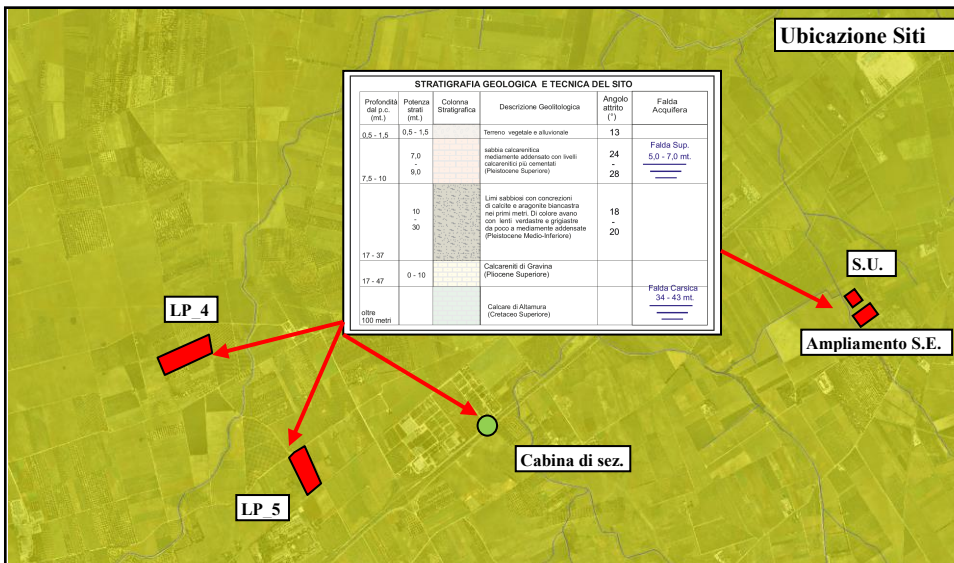 Ubicazione Siti
STRATIGRAFIA GEOLOGICA E TECNICA DEL SITO
Profondità
dal p.c.
(mt.)
Potenza
strati
(mt.)
Colonna
Stratigrafica
Descrizione Geolitologica
Angolo
attrito
(°)
Falda
Acquifera
0,5 - 1,5
0,5 - 1,5
Terreno vegetale e alluvionale
13
7,5 - 10
7,0
-
9,0
sabbia calcarenitica
mediamente addensato con livelli
calcarenitici più cementati
(Pleistocene Superiore)
24
-
28
Falda Sup.
5,0 - 7,0 mt.
17 - 37
10
-
30
Limi sabbiosi con concrezioni
di calcite e aragonite biancastra
nei primi metri. Di colore avano
con lenti verdastre e grigiastre
da poco a mediamente addensate
(Pleistocene Medio-Inferiore)
18
-
20
17 - 47
0 - 10
Calcareniti di Gravina
(Pliocene Superiore)
oltre
100 metri
Calcare di Altamura
(Cretaceo Superiore)
Falda Carsica
34 - 43 mt.
S.U.
Ampliamento S.E.
LP_4
Cabina di sez.
LP_5